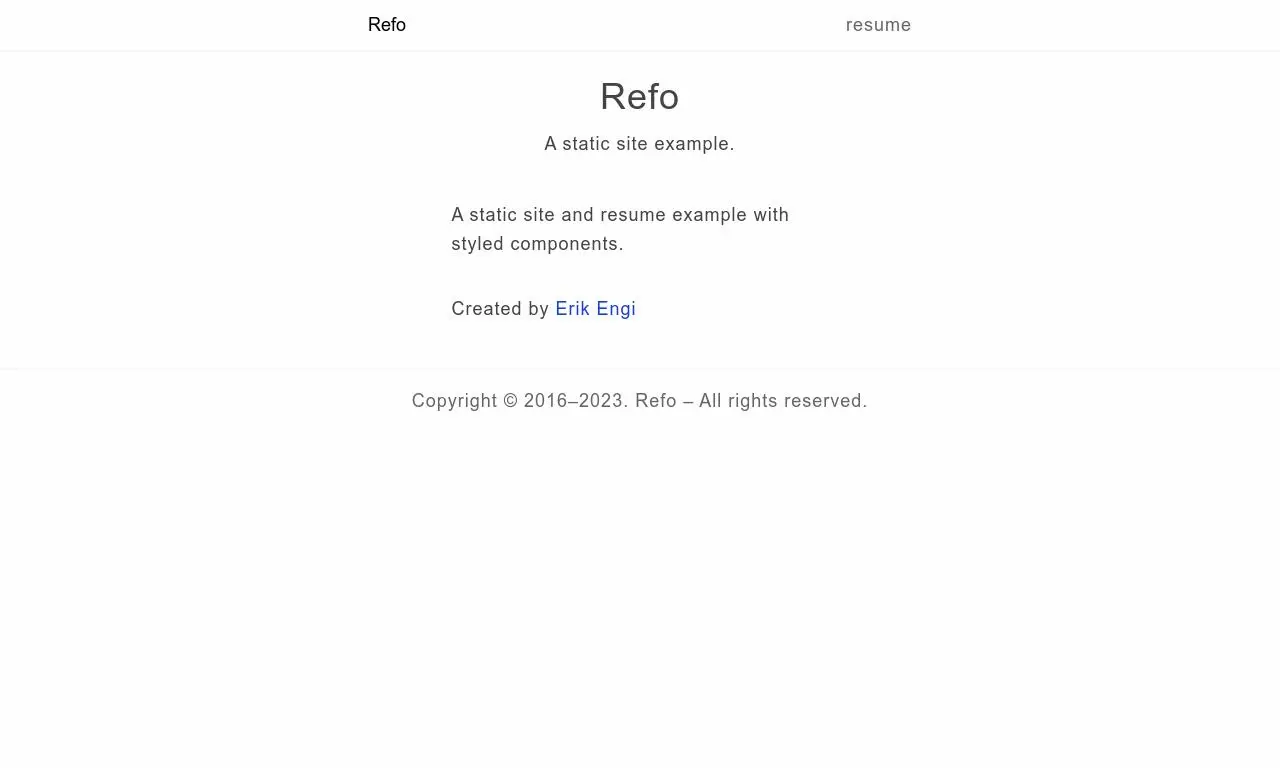 Refo
resume
Refo
A static site example.
A static site and resume example with
styled components.
Created by Erik Engi
Copyright © 2016–2023. Refo – All rights reserved.